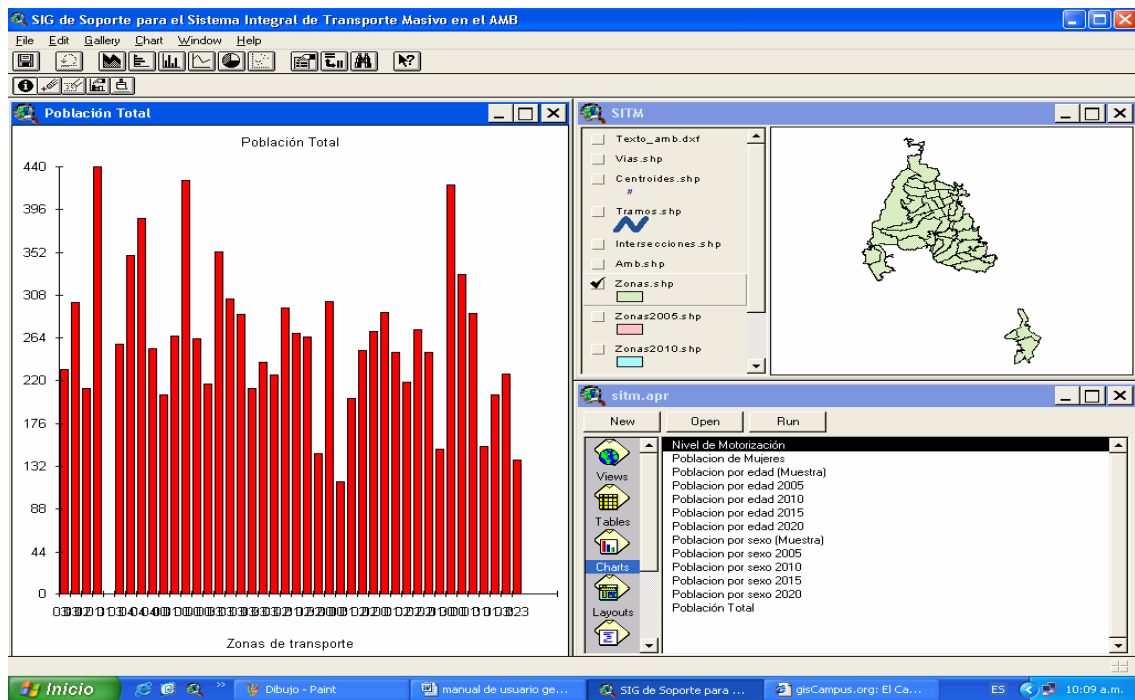 SIG de Soporte para el Sistema Integral de Transporte Masivo en el AMB
File Edit Gallery Chart Window Help
Población Total
Población Total
440
396
352
308
264
220
176
132
88
44
0
Zonas de transporte
SITM
Texto_amb.dxf
Vias.shp
Centroides.shp
Tramos.shp
Intersecciones.shp
Amb.shp
Zonas.shp
Zonas2005.shp
Zonas2010.shp
sitm.apr
New Open Run
Views
Tables
Charts
Layouts
Nivel de Motorización
Poblacion de Mujeres
Poblacion por edad (Muestra)
Poblacion por edad 2005
Poblacion por edad 2010
Poblacion por edad 2015
Poblacion por edad 2020
Poblacion por sexo (Muestra)
Poblacion por sexo 2005
Poblacion por sexo 2010
Poblacion por sexo 2015
Poblacion por sexo 2020
Población Total
Inicio
Dibujo - Paint
manual de usuario ge...
SIG de Soporte para ...
gisCampus.org: El Ca...
ES
10:09 a.m.